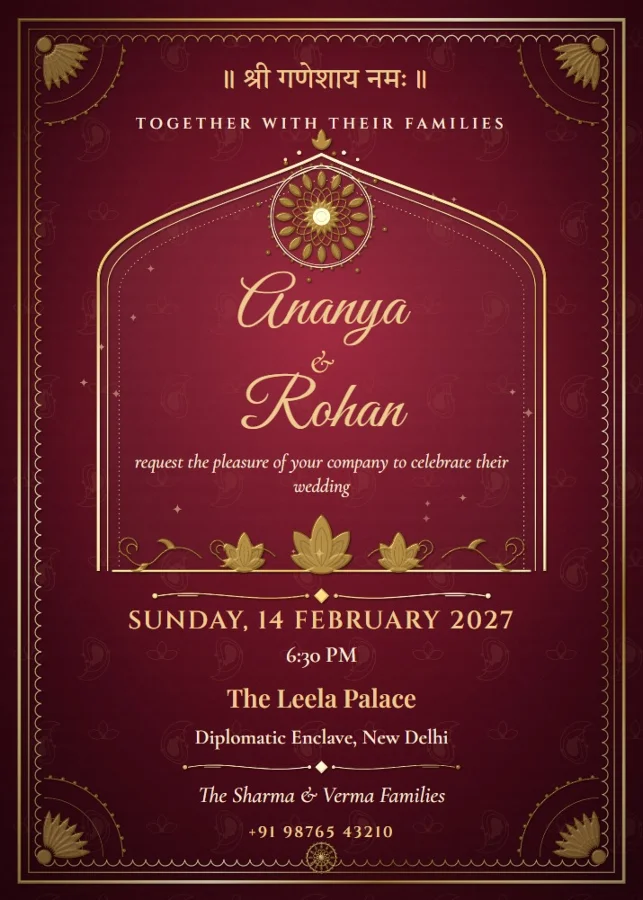 ॥ श्री गणेशाय नमः ॥
TOGETHER WITH THEIR FAMILIES
Ananya
&
Rohan
request the pleasure of your company to celebrate their
wedding
SUNDAY, 14 FEBRUARY 2027
6:30 PM
The Leela Palace
Diplomatic Enclave, New Delhi
The Sharma & Verma Families
+91 98765 43210